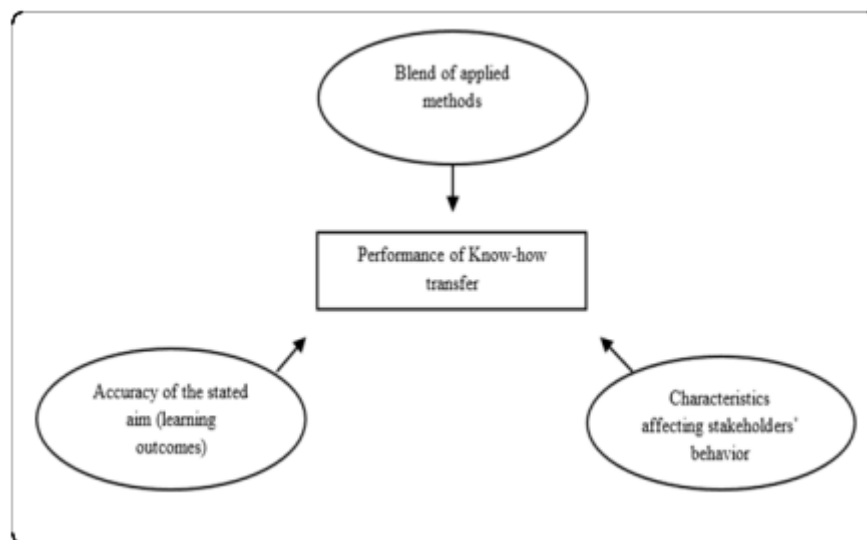 Blend of applied
methods
Performance of Know-how
transfer
Accuracy of the stated
aim (learning
outcomes)
Characteristics
affecting stakeholders'
behavior